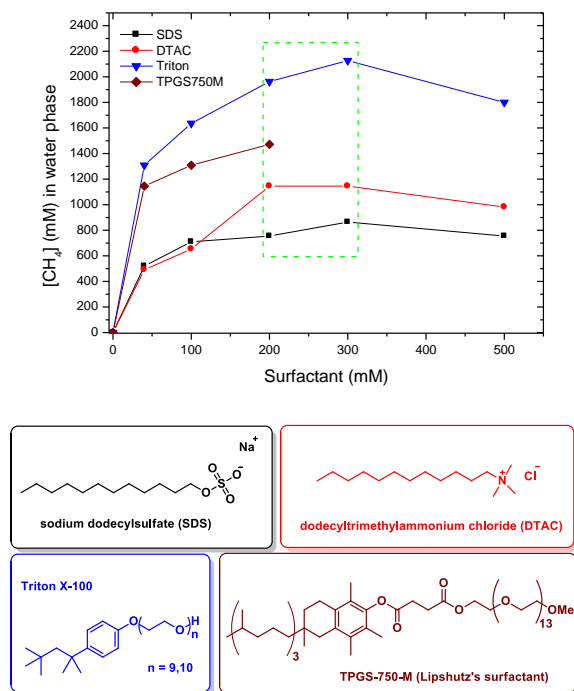 SDS
DTAC
Triton
TPGS750M
[CH₄] (mM) in water phase
2400
2200
2000
1800
1600
1400
1200
1000
800
600
400
200
0
0 100 200 300 400 500
Surfactant (mM)
Na⁺
O O O⁻
S
O O
sodium dodecylsulfate (SDS)
N⁺ Cl⁻
dodecyltrimethylammonium chloride (DTAC)
Triton X-100
O O H
n
n = 9,10
3
O O O O O OMe
13
TPGS-750-M (Lipshutz's surfactant)